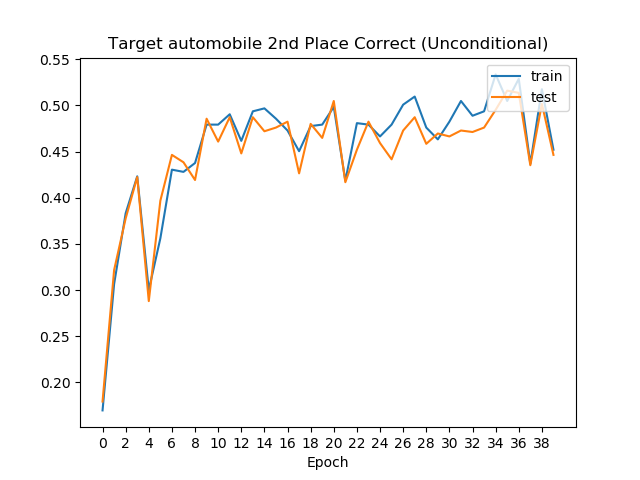 Target automobile 2nd Place Correct (Unconditional)
train
test
0.55
0.50
0.45
0.40
0.35
0.30
0.25
0.20
0 2 4 6 8 10 12 14 16 18 20 22 24 26 28 30 32 34 36 38
Epoch